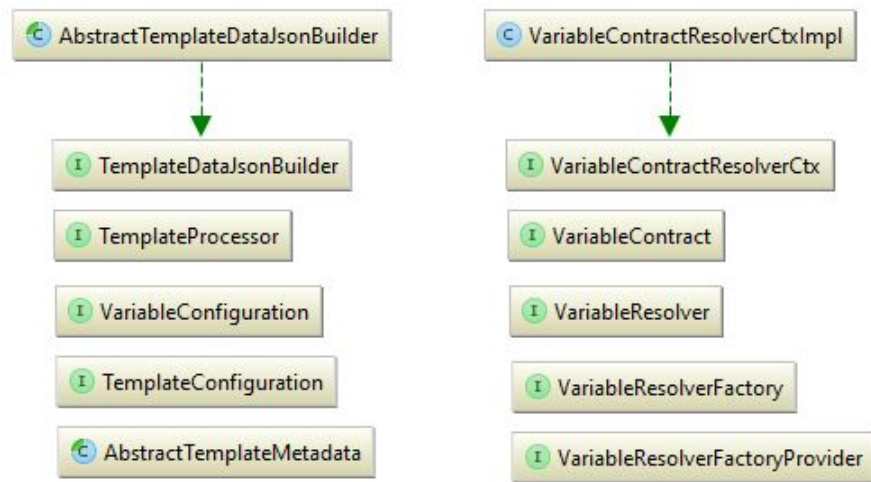 C AbstractTemplateDataJsonBuilder
I TemplateDataJsonBuilder
I TemplateProcessor
I VariableConfiguration
I TemplateConfiguration
C AbstractTemplateMetadata
C VariableContractResolverCtxImpl
I VariableContractResolverCtx
I VariableContract
I VariableResolver
I VariableResolverFactory
I VariableResolverFactoryProvider